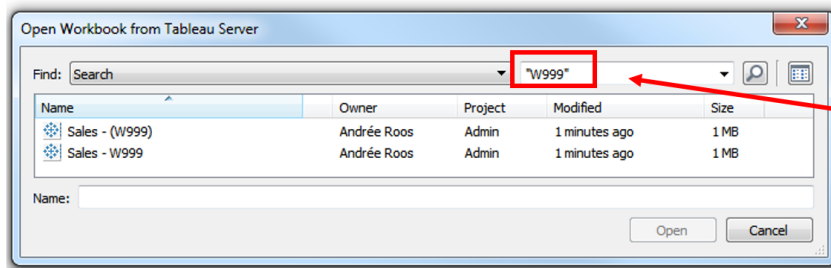 Open Workbook from Tableau Server
Find: Search "W999"
Name Owner Project Modified Size
Sales - (W999) Andrée Roos Admin 1 minutes ago 1 MB
Sales - W999 Andrée Roos Admin 1 minutes ago 1 MB
Name:
Open Cancel